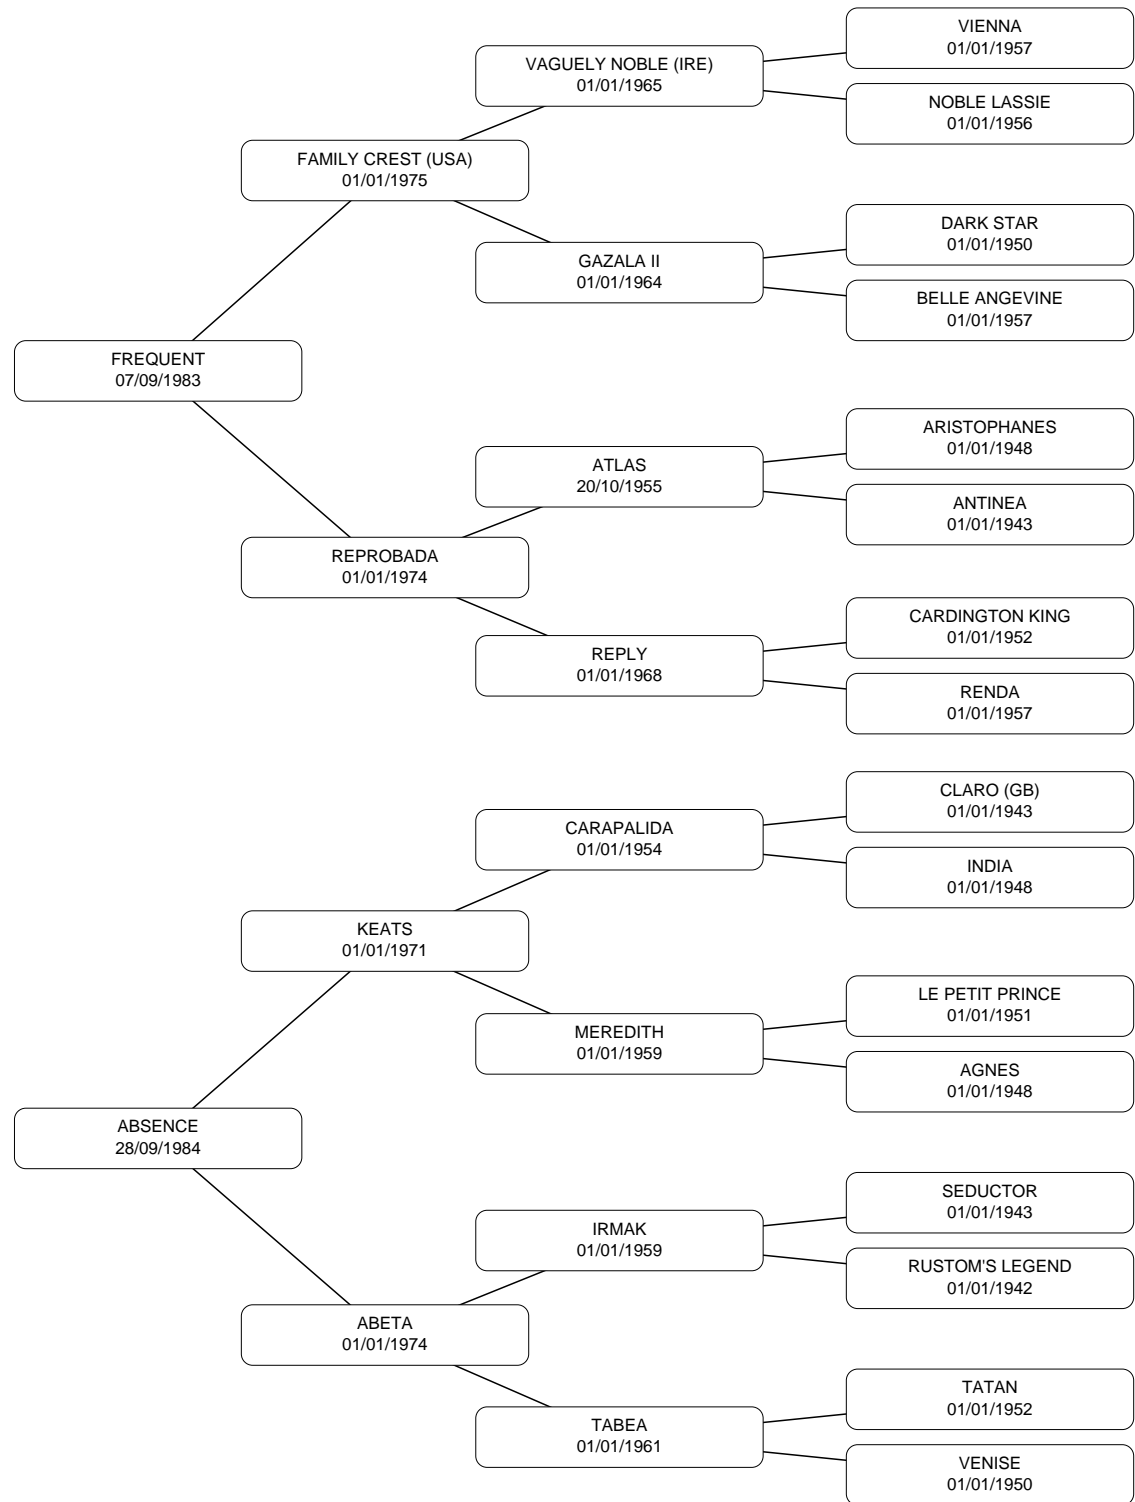 VIENNA
01/01/1957
VAGUELY NOBLE (IRE)
01/01/1965
NOBLE LASSIE
01/01/1956
FAMILY CREST (USA)
01/01/1975
DARK STAR
01/01/1950
GAZALA II
01/01/1964
BELLE ANGEVINE
01/01/1957
FREQUENT
07/09/1983
ARISTOPHANES
01/01/1948
ATLAS
20/10/1955
ANTINEA
01/01/1943
REPROBADA
01/01/1974
CARDINGTON KING
01/01/1952
REPLY
01/01/1968
RENDA
01/01/1957
CLARO (GB)
01/01/1943
CARAPALIDA
01/01/1954
INDIA
01/01/1948
KEATS
01/01/1971
LE PETIT PRINCE
01/01/1951
MEREDITH
01/01/1959
AGNES
01/01/1948
ABSENCE
28/09/1984
SEDUCTOR
01/01/1943
IRMAK
01/01/1959
RUSTOM'S LEGEND
01/01/1942
ABETA
01/01/1974
TATAN
01/01/1952
TABEA
01/01/1961
VENISE
01/01/1950